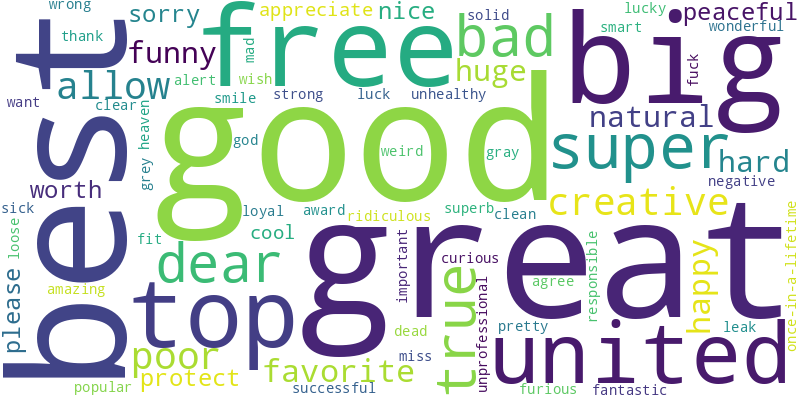 wrong
sorry
appreciate
nice
solid
lucky
peaceful
thank
funny
mad
free
bad
smart
wonderful
big
best
allow
alert
wish
huge
fuck
want
clear
smile
strong
luck
unhealthy
natural
grey heaven
good
god
weird
gray
super
hard
worth
negative
sick
loyal
award
ridiculous
superb
clean
creative
loose
fit
cool
great
dear
important
curious
responsible
happy
once-in-a-lifetime
please
amazing
top
true
unprofessional
agree
dead
pretty
leak
united
poor
miss
protect
favorite
popular
successful
furious
fantastic